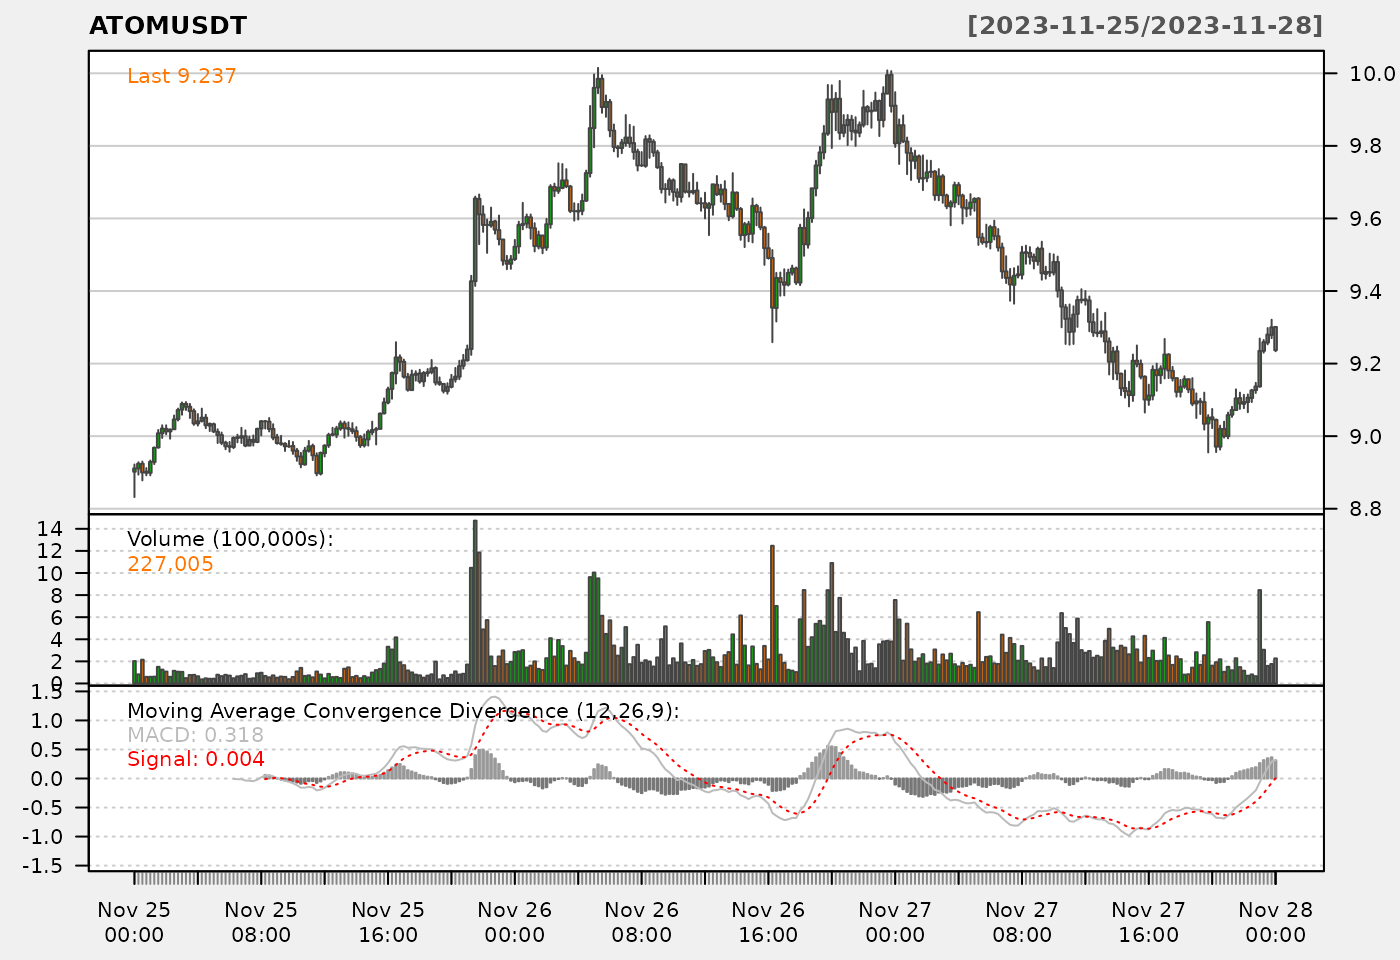 ATOMUSDT [2023-11-25/2023-11-28]
Last 9.237
10.0
9.8
9.6
9.4
9.2
9.0
8.8
Volume (100,000s):
227,005
14
12
10
8
6
4
2
0
Moving Average Convergence Divergence (12,26,9):
MACD: 0.318
Signal: 0.004
1.5
1.0
0.5
0.0
-0.5
-1.0
-1.5
Nov 25 Nov 25 Nov 25 Nov 26 Nov 26 Nov 26 Nov 27 Nov 27 Nov 27 Nov 28
00:00 08:00 16:00 00:00 08:00 16:00 00:00 08:00 16:00 00:00